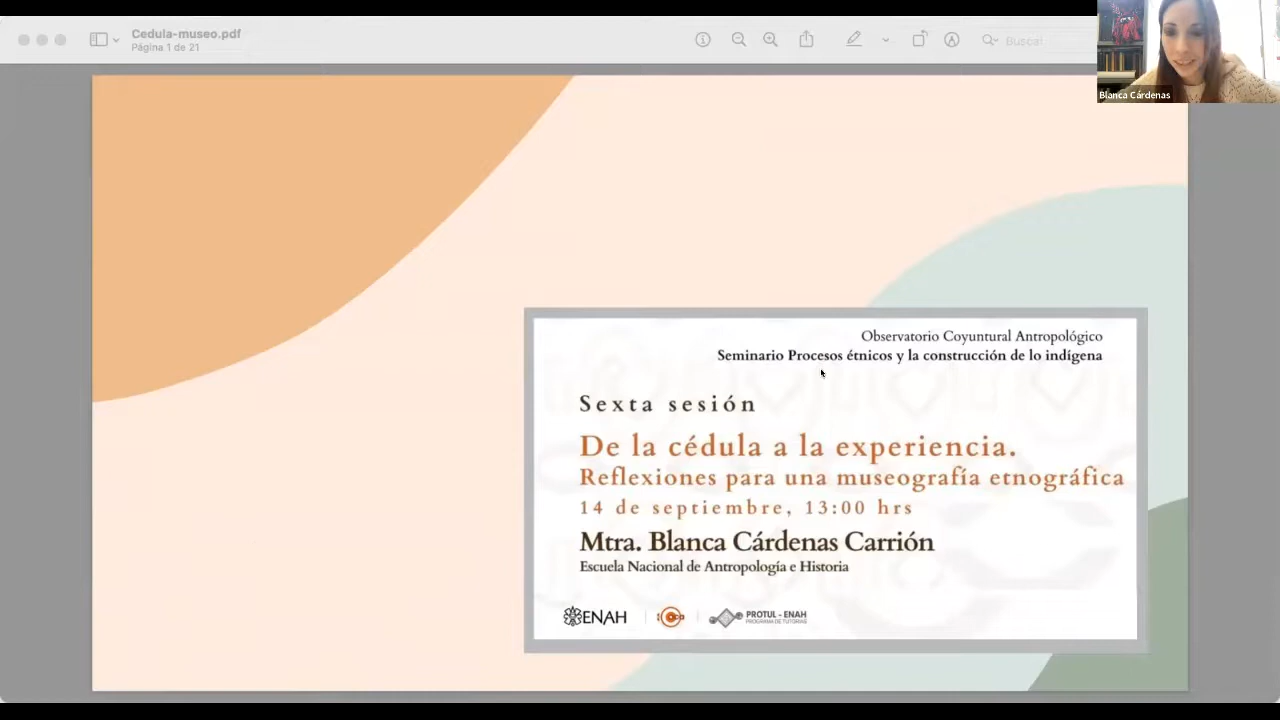 Cedula-museo.pdf
Página 1 de 21
Buscar
Blanca Cárdenas
Observatorio Coyuntural Antropológico
Seminario Procesos étnicos y la construcción de lo indígena
Sexta sesión
De la cédula a la experiencia.
Reflexiones para una museografía etnográfica
14 de septiembre, 13:00 hrs
Mtra. Blanca Cárdenas Carrión
Escuela Nacional de Antropología e Historia
ENAH
PROTUL - ENAH
PROGRAMA DE TUTORÍAS